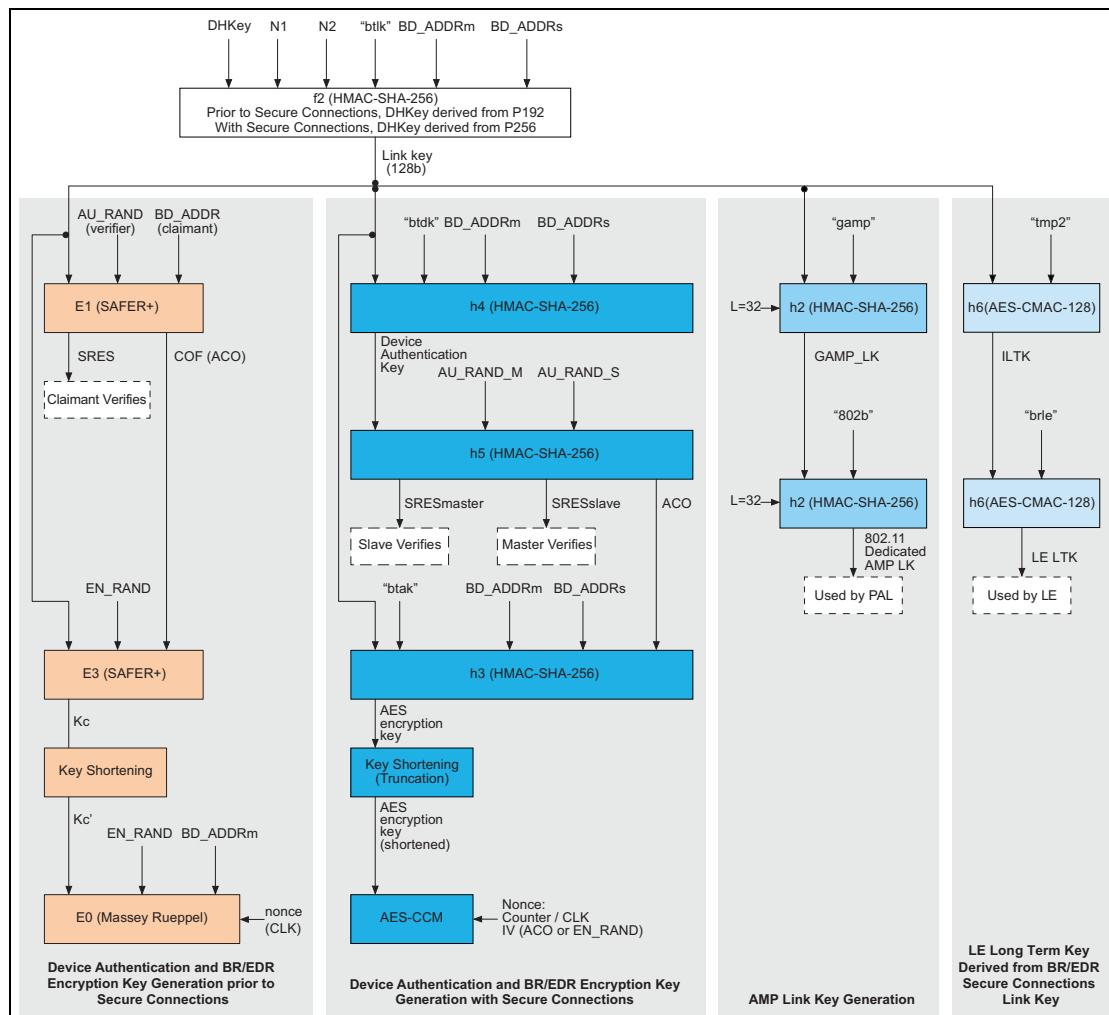 DHKey N1 N2 “btlk” BD_ADDRm BD_ADDRs
f2 (HMAC-SHA-256)
Prior to Secure Connections, DHKey derived from P192
With Secure Connections, DHKey derived from P256
Link key
(128b)
AU_RAND
(verifier)
BD_ADDR
(claimant)
E1 (SAFER+)
SRES
COF (ACO)
Claimant Verifies
EN_RAND
E3 (SAFER+)
Kc
Key Shortening
Kc’
EN_RAND BD_ADDRm
E0 (Massey Rueppel)
nonce
(CLK)
Device Authentication and BR/EDR
Encryption Key Generation prior to
Secure Connections
“btdk” BD_ADDRm BD_ADDRs
h4 (HMAC-SHA-256)
Device
Authentication
Key
AU_RAND_M AU_RAND_S
h5 (HMAC-SHA-256)
SRESmaster
SRESslave
ACO
Slave Verifies
Master Verifies
“btak” BD_ADDRm BD_ADDRs
h3 (HMAC-SHA-256)
AES
encryption
key
Key Shortening
(Truncation)
AES
encryption
key
(shortened)
AES-CCM
Nonce:
Counter / CLK
IV (ACO or EN_RAND)
Device Authentication and BR/EDR Encryption Key
Generation with Secure Connections
“gamp”
L=32
h2 (HMAC-SHA-256)
GAMP_LK
“802b”
L=32
h2 (HMAC-SHA-256)
802.11
Dedicated
AMP LK
Used by PAL
AMP Link Key Generation
“tmp2”
h6(AES-CMAC-128)
ILTK
“brle”
h6(AES-CMAC-128)
LE LTK
Used by LE
LE Long Term Key
Derived from BR/EDR
Secure Connections
Link Key